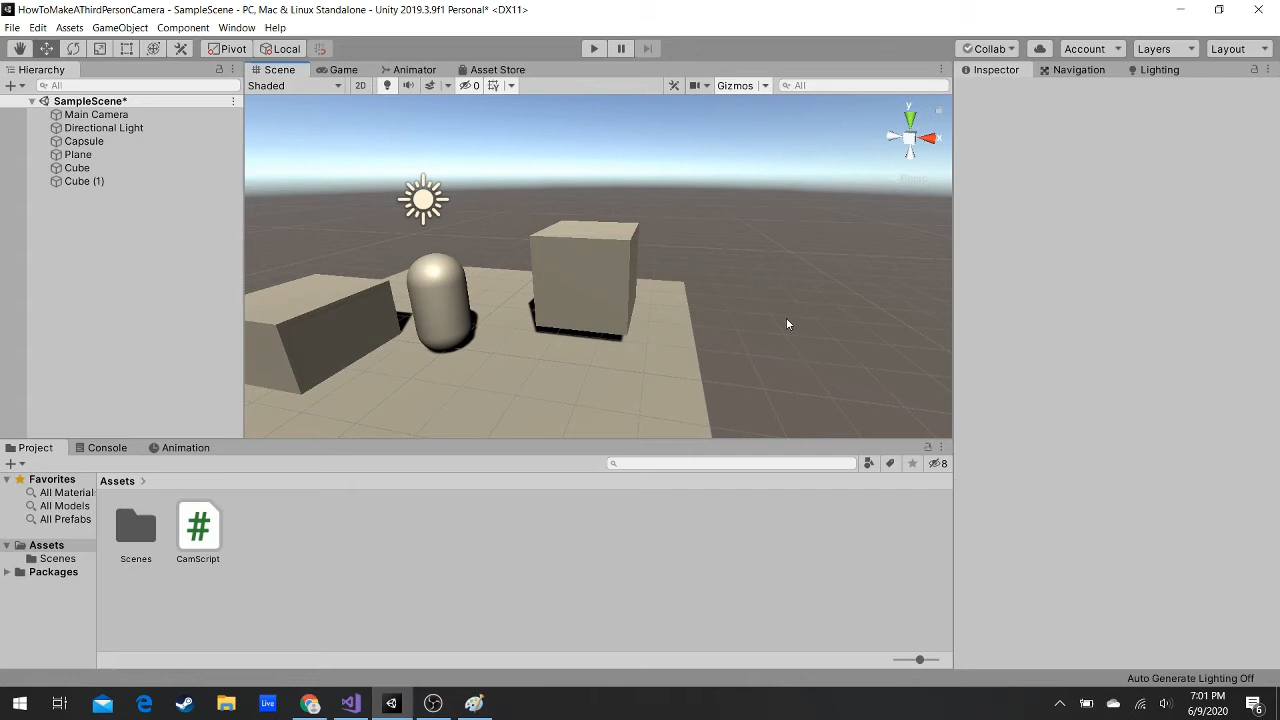 HowToMakeAThirdPersonCamera - SampleScene - PC, Mac & Linux Standalone - Unity 2019.3.9f1 Personal* <DX11>
File Edit Assets GameObject Component Window Help
Pivot Local Collab Account Layers Layout
Hierarchy Scene Game Animator Asset Store Inspector Navigation Lighting
All Shaded 2D 0 Gizmos All
SampleScene*
Main Camera
Directional Light
Capsule
Plane
Cube
Cube (1)
y
x
Persp
Project Console Animation
8
Favorites
All Material
All Models
All Prefabs
Assets
Scenes
Packages
Assets
#
Scenes CamScript
Auto Generate Lighting Off
Live
7:01 PM
6/9/2020
6